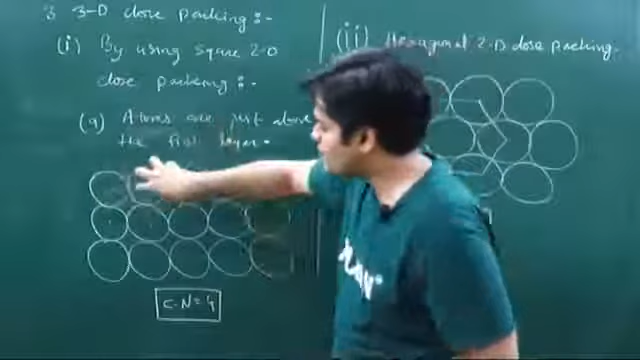 3 3-D close packing :-
(i) By using square 2-D
close packing :-
(a) Atoms are just above
the first layer.
C.N = 4
(ii) Hexagonal 2-D close packing.